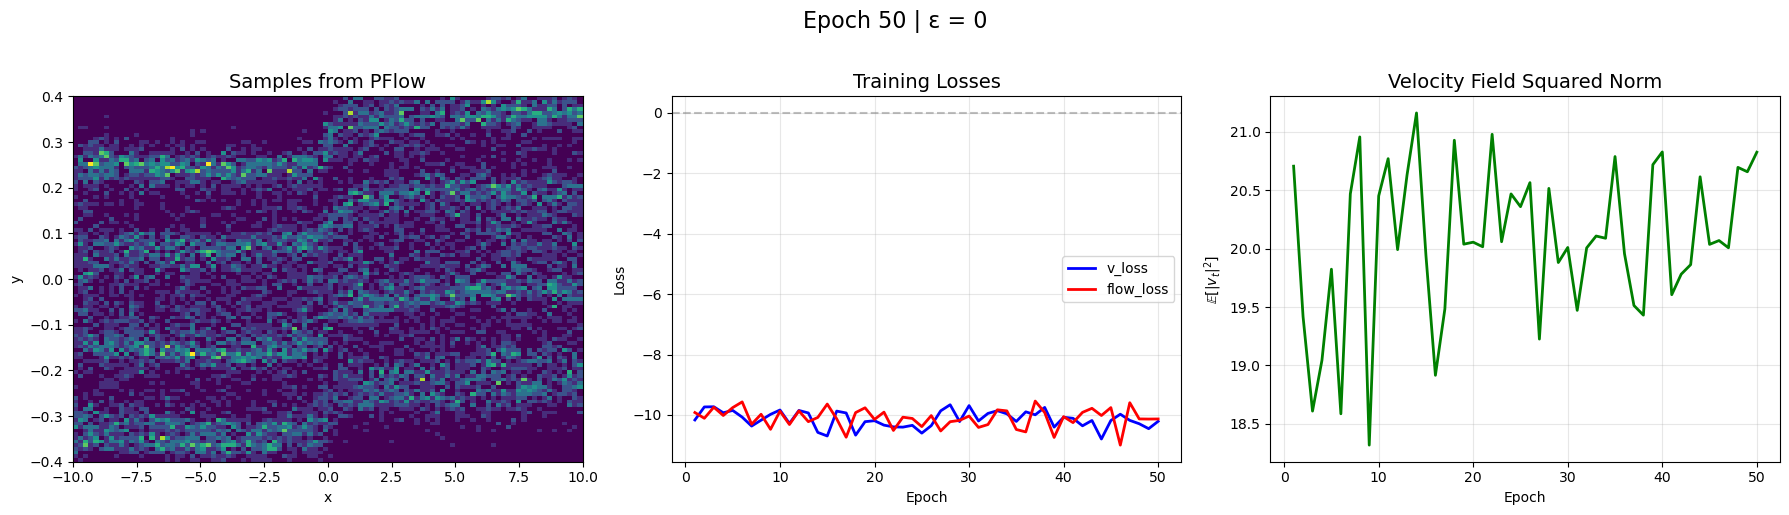 Epoch 50 | ε = 0
Samples from PFlow
0.4
0.3
0.2
0.1
0.0
−0.1
−0.2
−0.3
−0.4
y
−10.0 −7.5 −5.0 −2.5 0.0 2.5 5.0 7.5 10.0
x
Training Losses
0
−2
−4
−6
−8
−10
Loss
v_loss
flow_loss
0 10 20 30 40 50
Epoch
Velocity Field Squared Norm
21.0
20.5
20.0
19.5
19.0
18.5
𝔼[|v_t|²]
0 10 20 30 40 50
Epoch